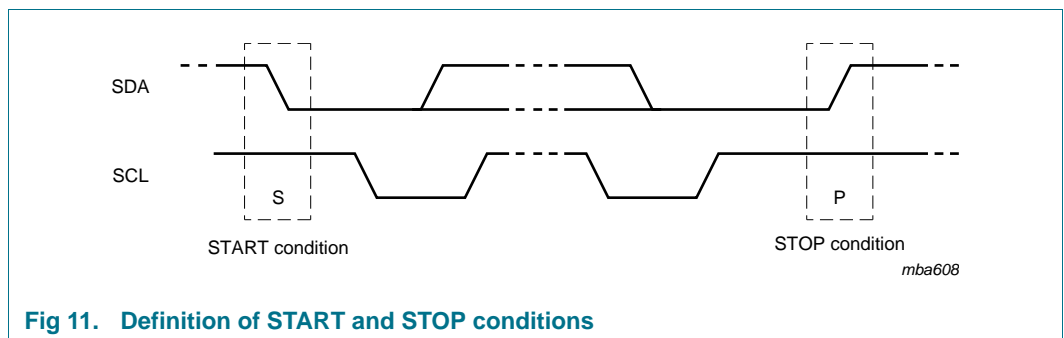 SDA
SCL
S
P
START condition
STOP condition
mba608
Fig 11. Definition of START and STOP conditions